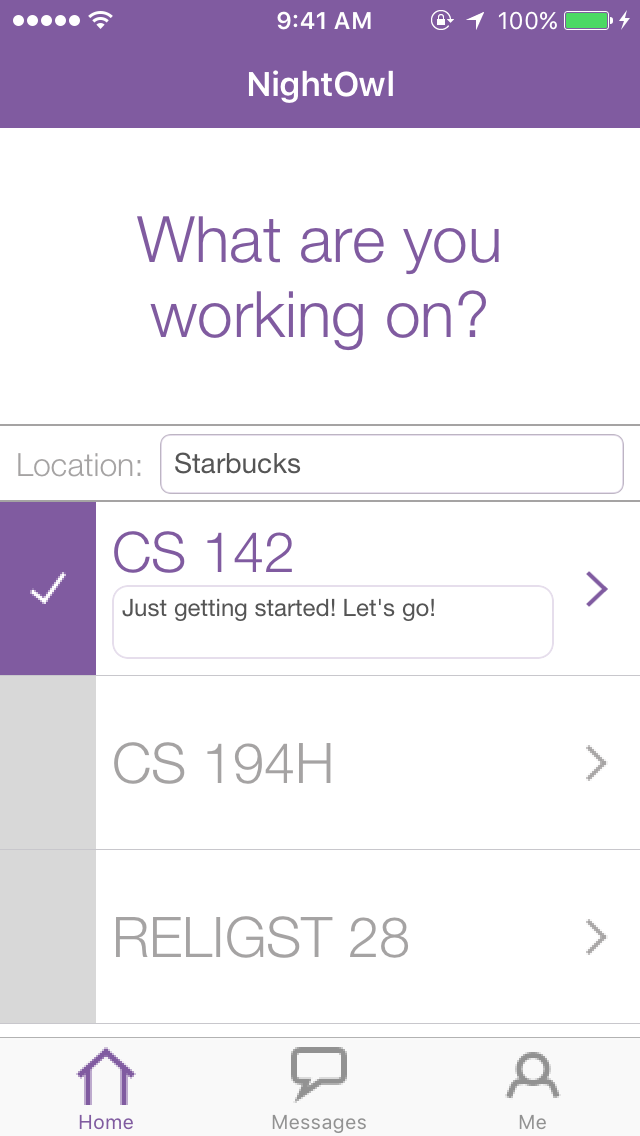 9:41 AM 100%
NightOwl
What are you
working on?
Location: Starbucks
CS 142
Just getting started! Let's go!
CS 194H
RELIGST 28
Home Messages Me